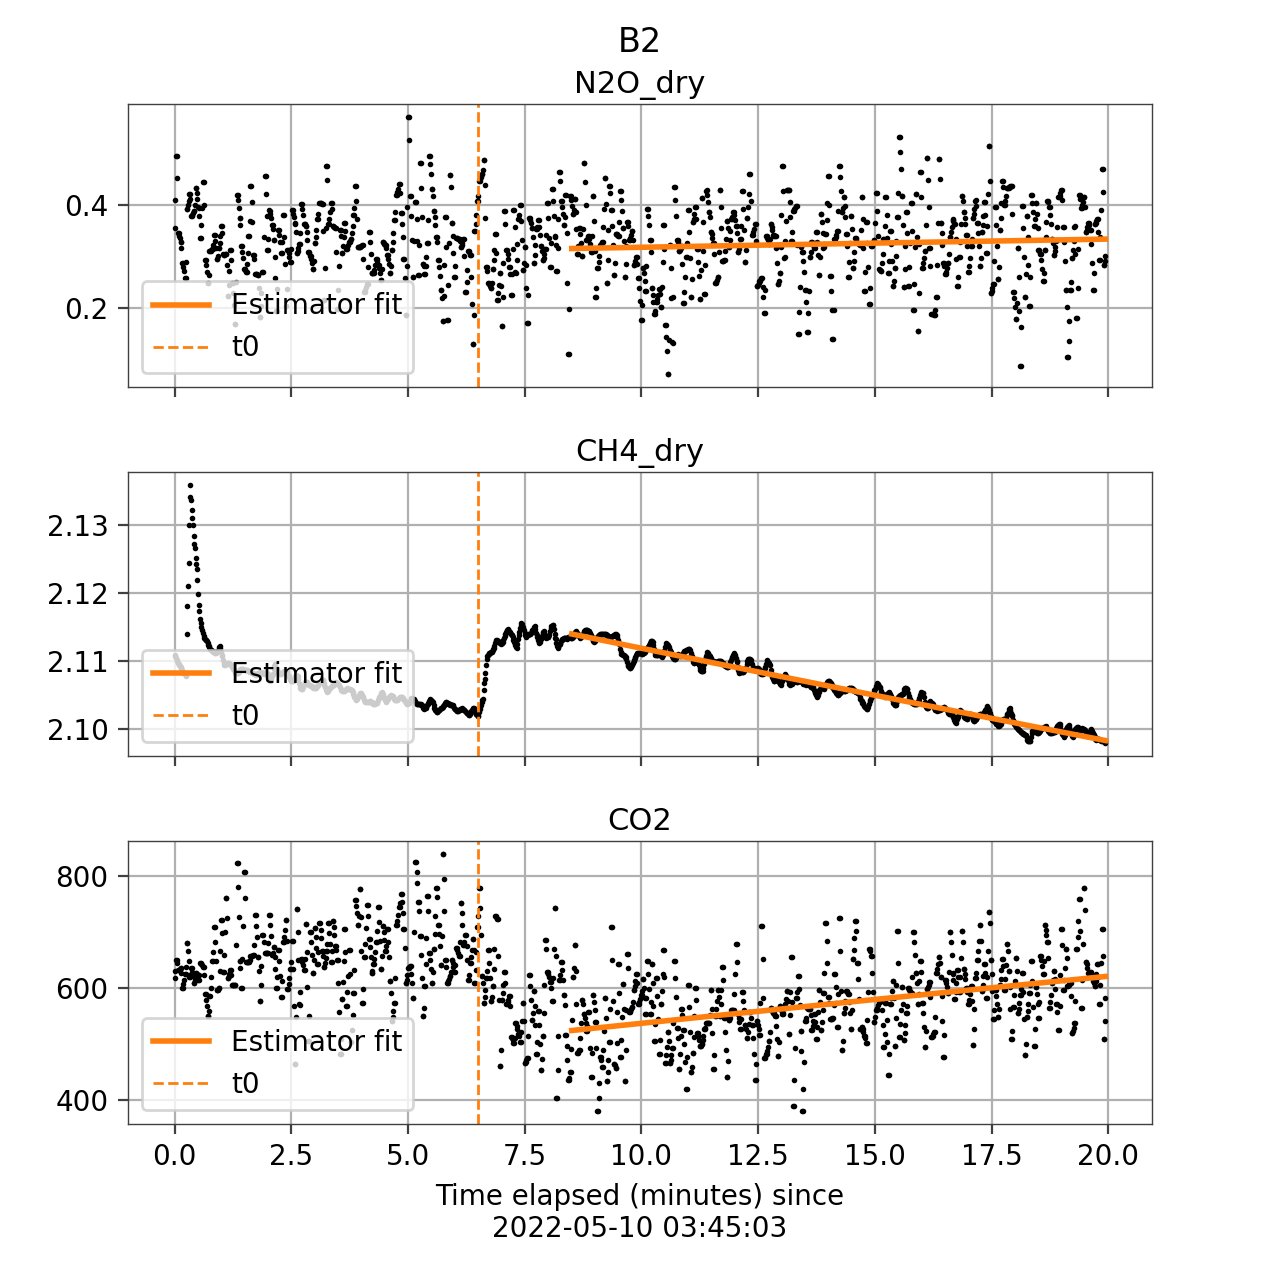 B2
N2O_dry
0.4
0.2
Estimator fit
t0
CH4_dry
2.13
2.12
2.11
2.10
Estimator fit
t0
CO2
800
600
400
Estimator fit
t0
0.0 2.5 5.0 7.5 10.0 12.5 15.0 17.5 20.0
Time elapsed (minutes) since
2022-05-10 03:45:03